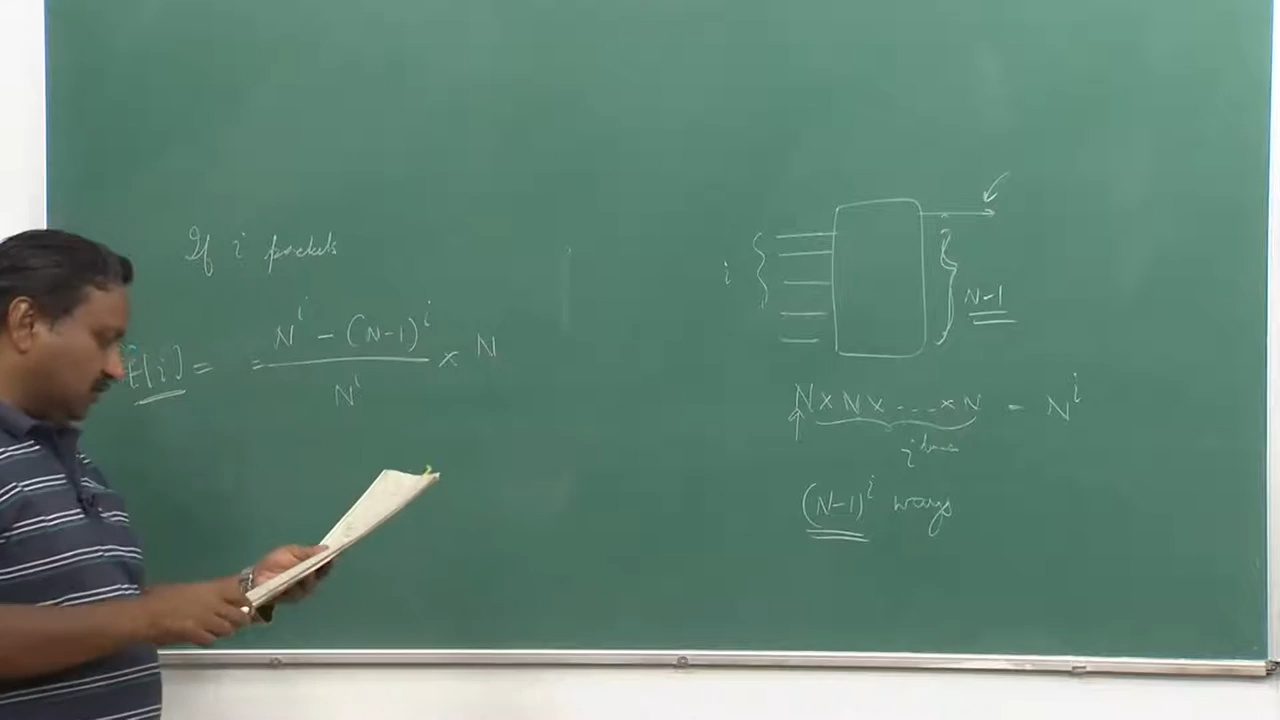 If i packets
E[i] = = N^i - (N-1)^i / N^i × N
i
N-1
N × N × ... × N = N^i
i times
(N-1)^i ways